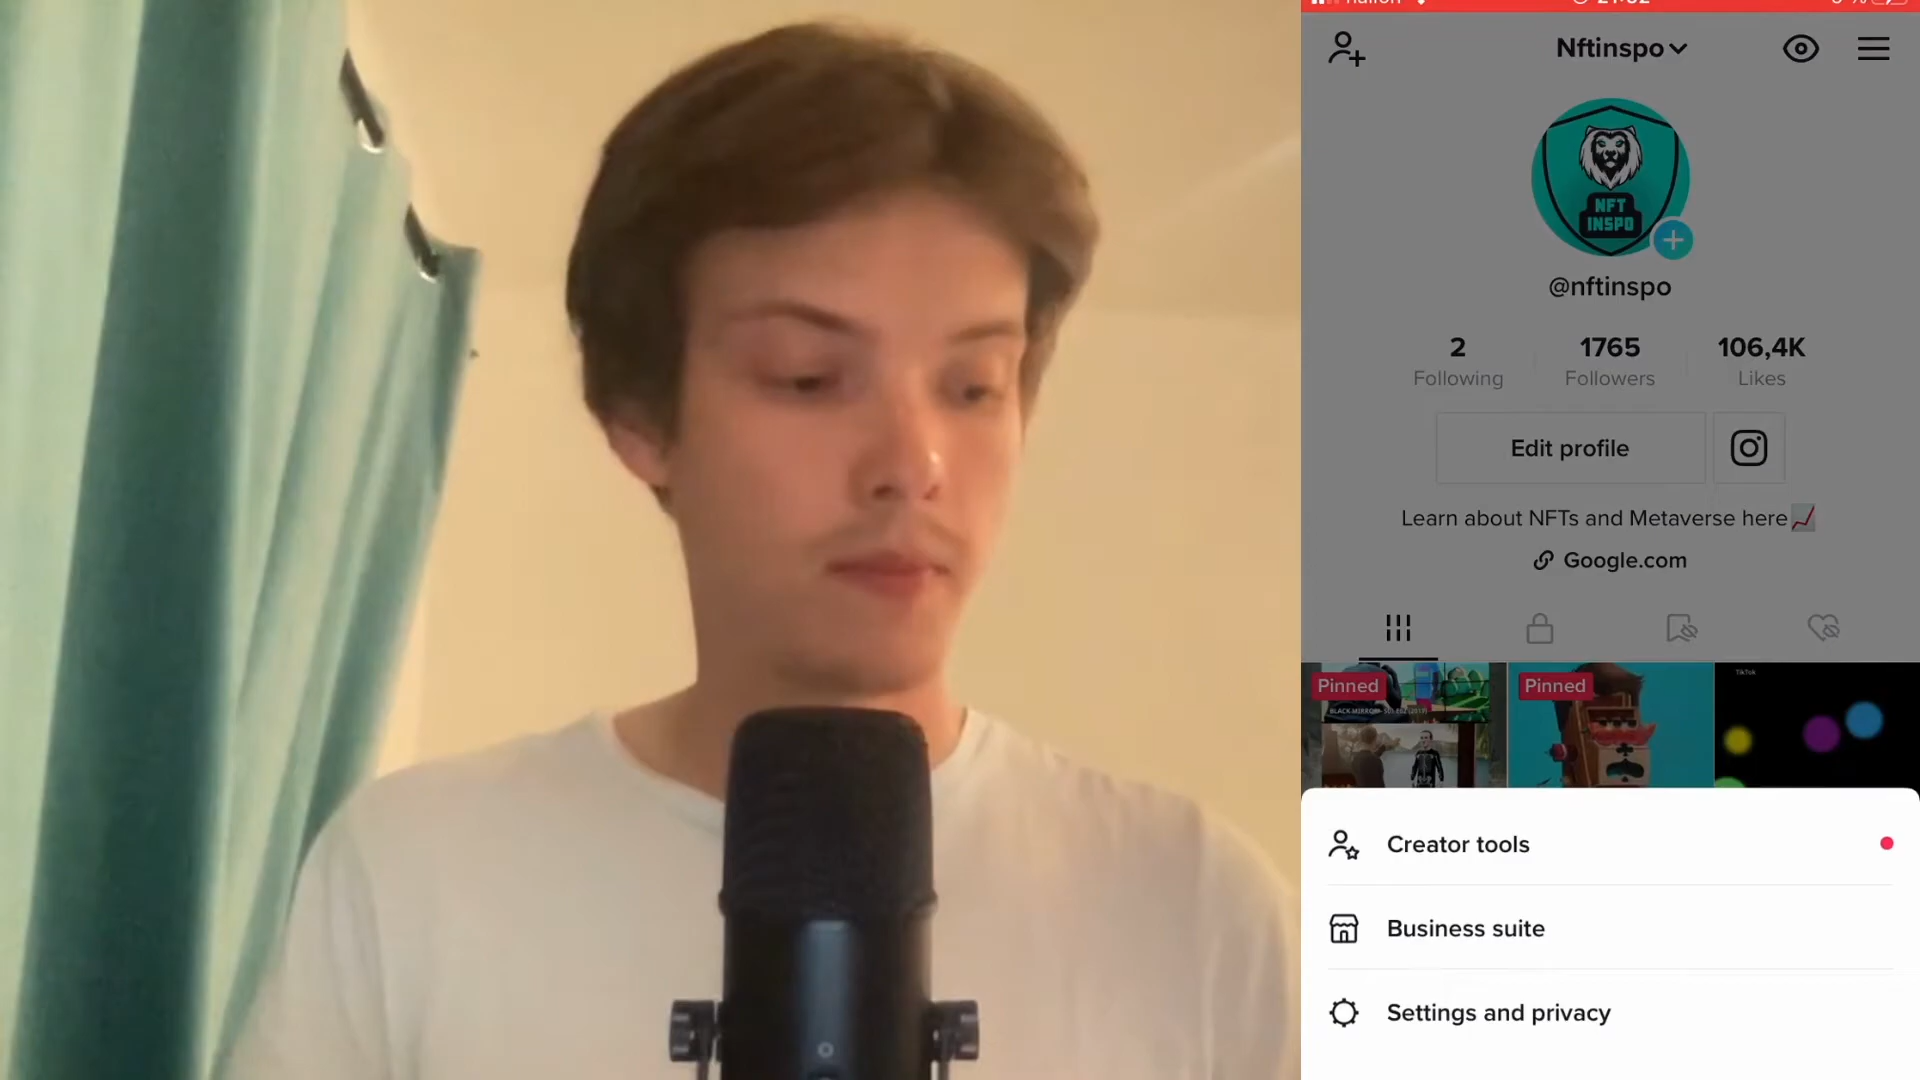 Nftinspo
NFT
INSPO
@nftinspo
2
1765
106,4K
Following
Followers
Likes
Edit profile
Learn about NFTs and Metaverse here
Google.com
Pinned
Pinned
TikTok
Creator tools
Business suite
Settings and privacy